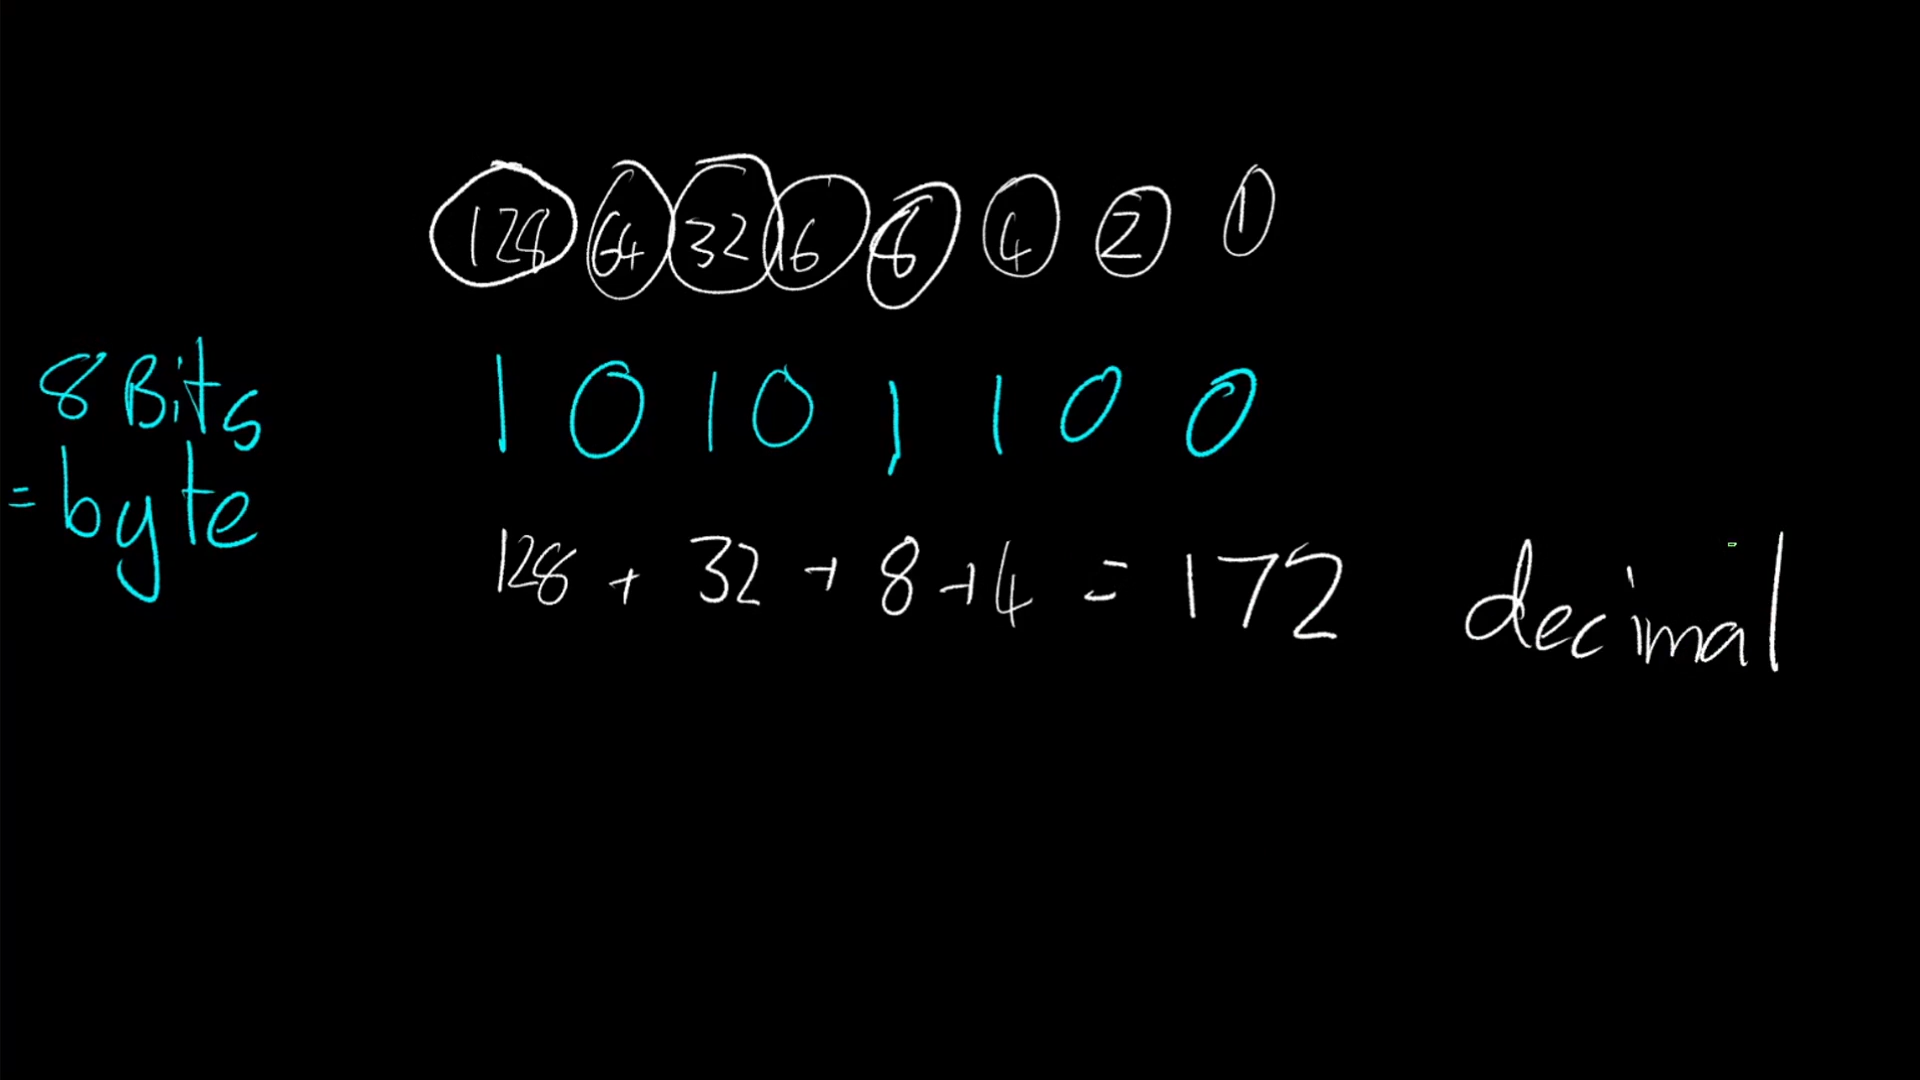 128 64 32 16 8 4 2 1
8 Bits
= byte
1 0 1 0 1 1 0 0
128 + 32 + 8 + 4 = 172 decimal